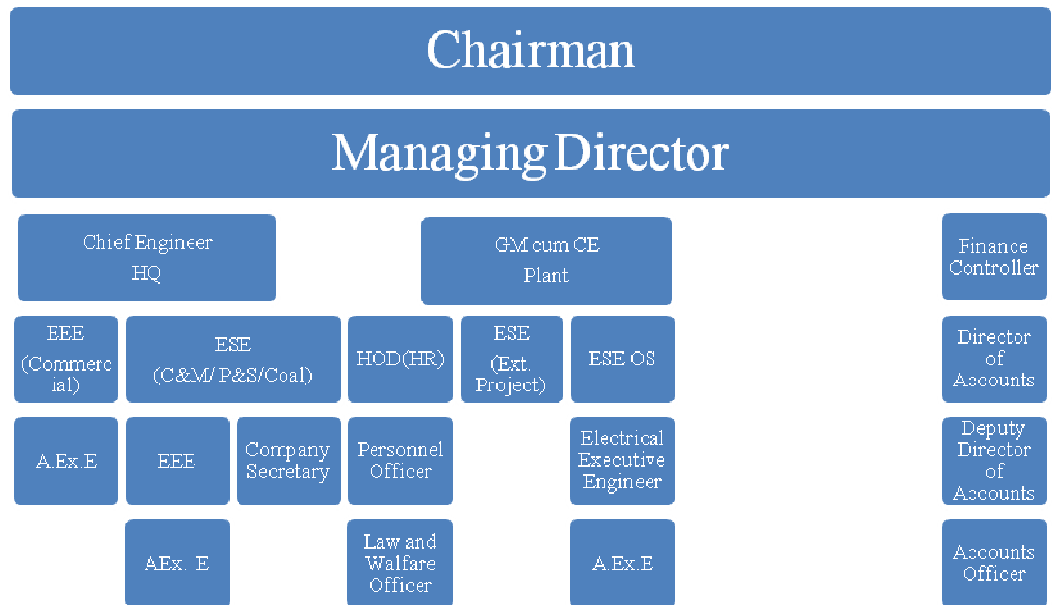 Chairman
Managing Director
Chief Engineer
HQ
GM cum CE
Plant
Finance
Controller
EEE
(Commerc
ial)
ESE
(C&M/ P&S/Coal)
HOD(HR)
ESE
(Ext.
Project)
ESE OS
Director
of
Accounts
A.Ex.E
EEE
Company
Secretary
Personnel
Officer
Electrical
Executive
Engineer
Deputy
Director
of
Accounts
AEx. E
Law and
Walfare
Officer
A.Ex.E
Accounts
Officer